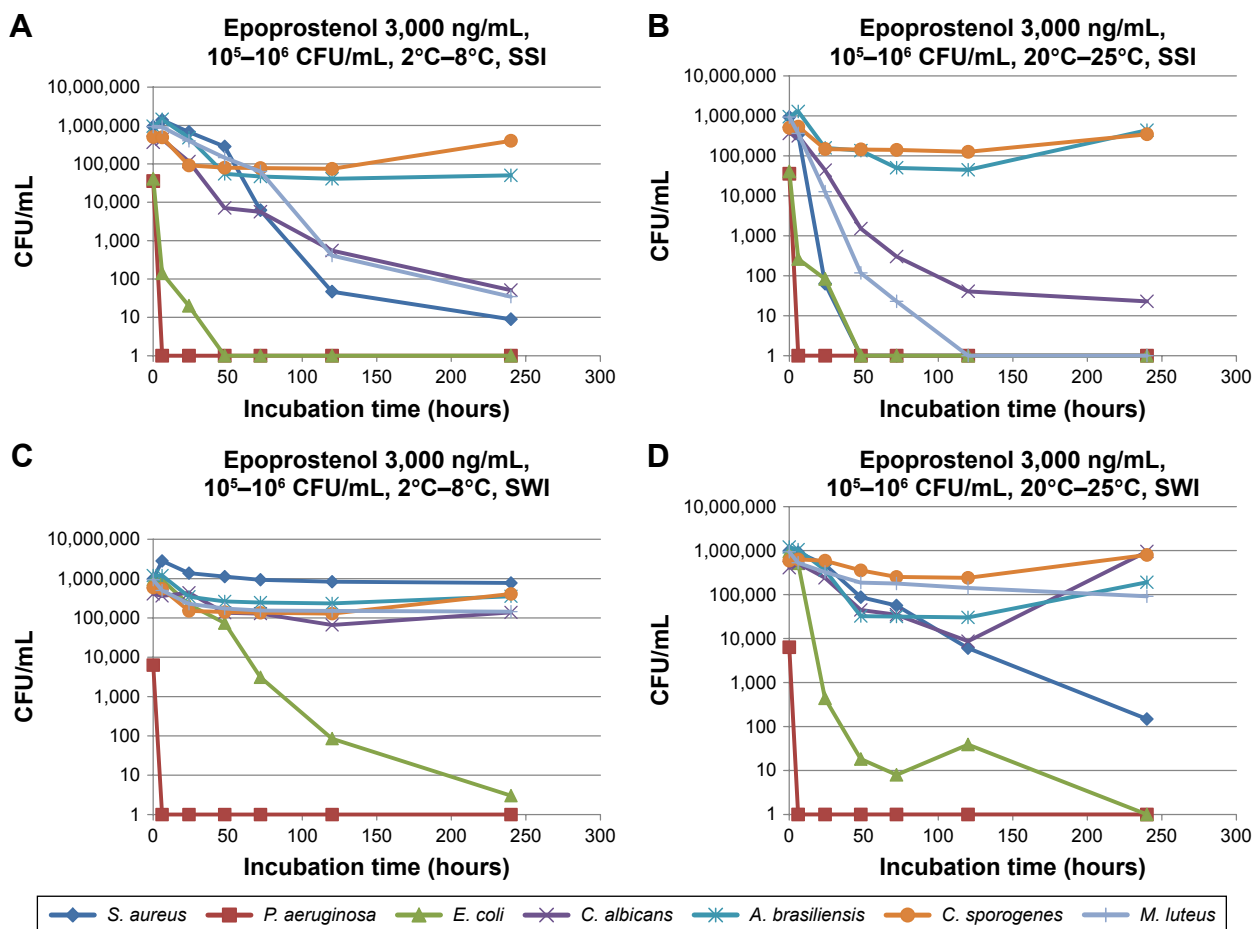 A
Epoprostenol 3,000 ng/mL,
10⁵–10⁶ CFU/mL, 2°C–8°C, SSI
10,000,000
1,000,000
100,000
10,000
1,000
100
10
1
CFU/mL
0 50 100 150 200 250 300
Incubation time (hours)
B
Epoprostenol 3,000 ng/mL,
10⁵–10⁶ CFU/mL, 20°C–25°C, SSI
10,000,000
1,000,000
100,000
10,000
1,000
100
10
1
CFU/mL
0 50 100 150 200 250 300
Incubation time (hours)
C
Epoprostenol 3,000 ng/mL,
10⁵–10⁶ CFU/mL, 2°C–8°C, SWI
10,000,000
1,000,000
100,000
10,000
1,000
100
10
1
CFU/mL
0 50 100 150 200 250 300
Incubation time (hours)
D
Epoprostenol 3,000 ng/mL,
10⁵–10⁶ CFU/mL, 20°C–25°C, SWI
10,000,000
1,000,000
100,000
10,000
1,000
100
10
1
CFU/mL
0 50 100 150 200 250 300
Incubation time (hours)
S. aureus P. aeruginosa E. coli C. albicans A. brasiliensis C. sporogenes M. luteus